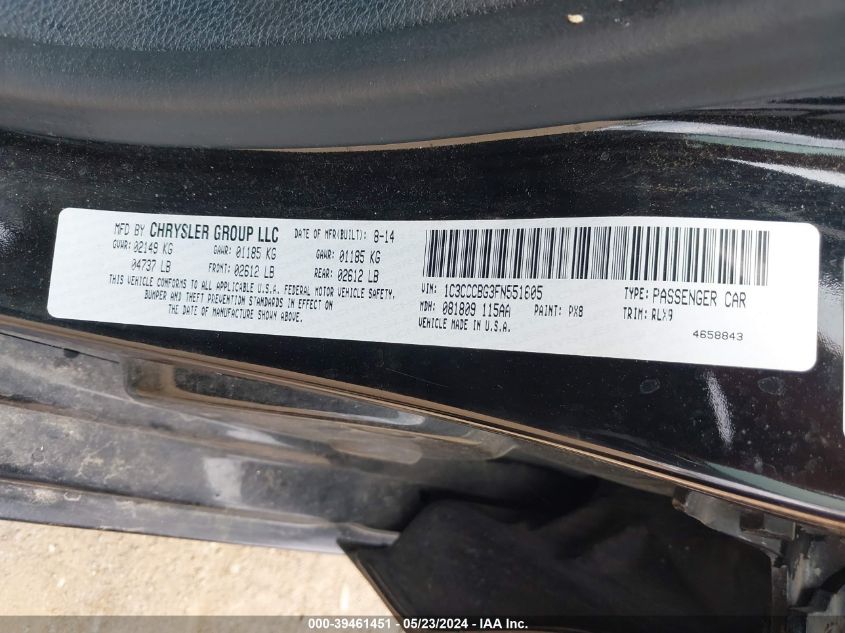 MFD BY CHRYSLER GROUP LLC DATE OF MFR(BUILT): 8-14
GVWR: 02149 KG GAWR: 01185 KG GAWR: 01185 KG
04737 LB FRONT: 02612 LB REAR: 02612 LB
THIS VEHICLE CONFORMS TO ALL U.S.A. FEDERAL MOTOR VEHICLE SAFETY,
BUMPER AND THEFT PREVENTION STANDARDS IN EFFECT ON
THE DATE OF MANUFACTURE SHOWN ABOVE.
VIN: 1C3CCCBG3FN551605 TYPE: PASSENGER CAR
MDH: 081809 115AA PAINT: PX8 TRIM: RLX9
VEHICLE MADE IN U.S.A.
4658843
000-39461451 - 05/23/2024 - IAAI Inc.